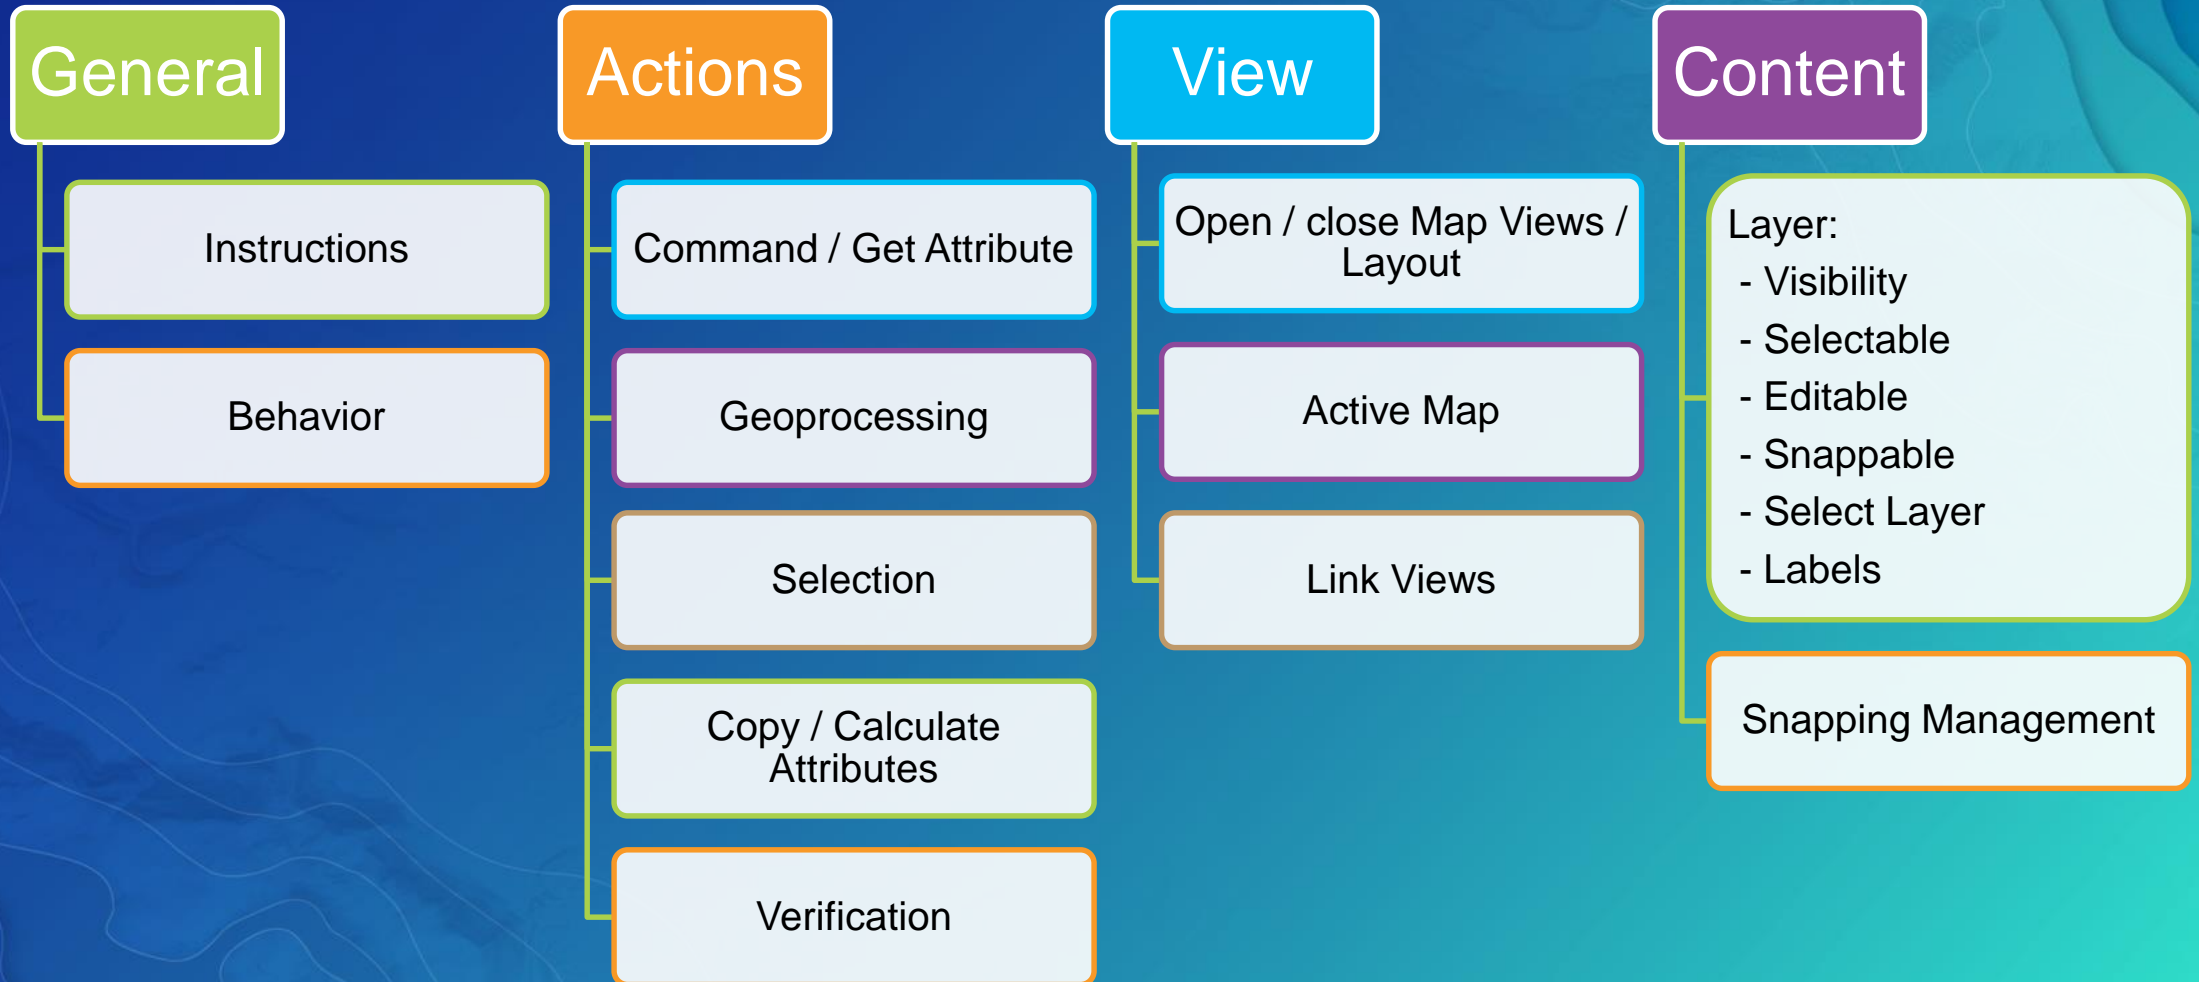 General
Instructions
Behavior
Actions
Command / Get Attribute
Geoprocessing
Selection
Copy / Calculate
Attributes
Verification
View
Open / close Map Views /
Layout
Active Map
Link Views
Content
Layer:
- Visibility
- Selectable
- Editable
- Snappable
- Select Layer
- Labels
Snapping Management